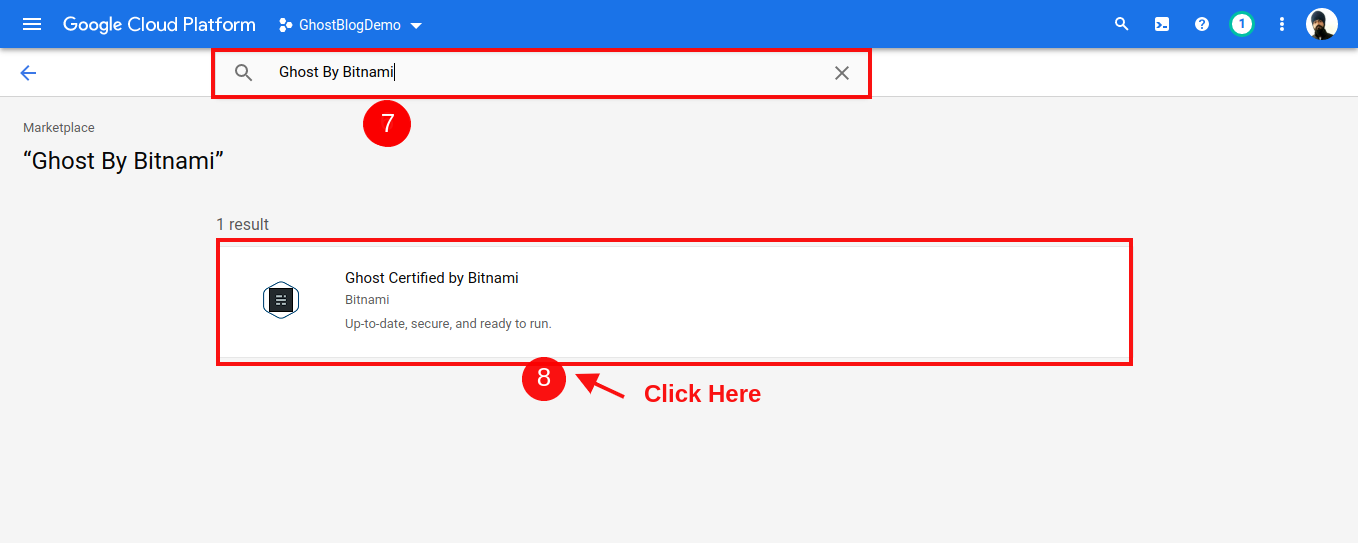 Google Cloud Platform
GhostBlogDemo
1
Ghost By Bitnami
7
Marketplace
“Ghost By Bitnami”
1 result
Ghost Certified by Bitnami
Bitnami
Up-to-date, secure, and ready to run.
8
Click Here